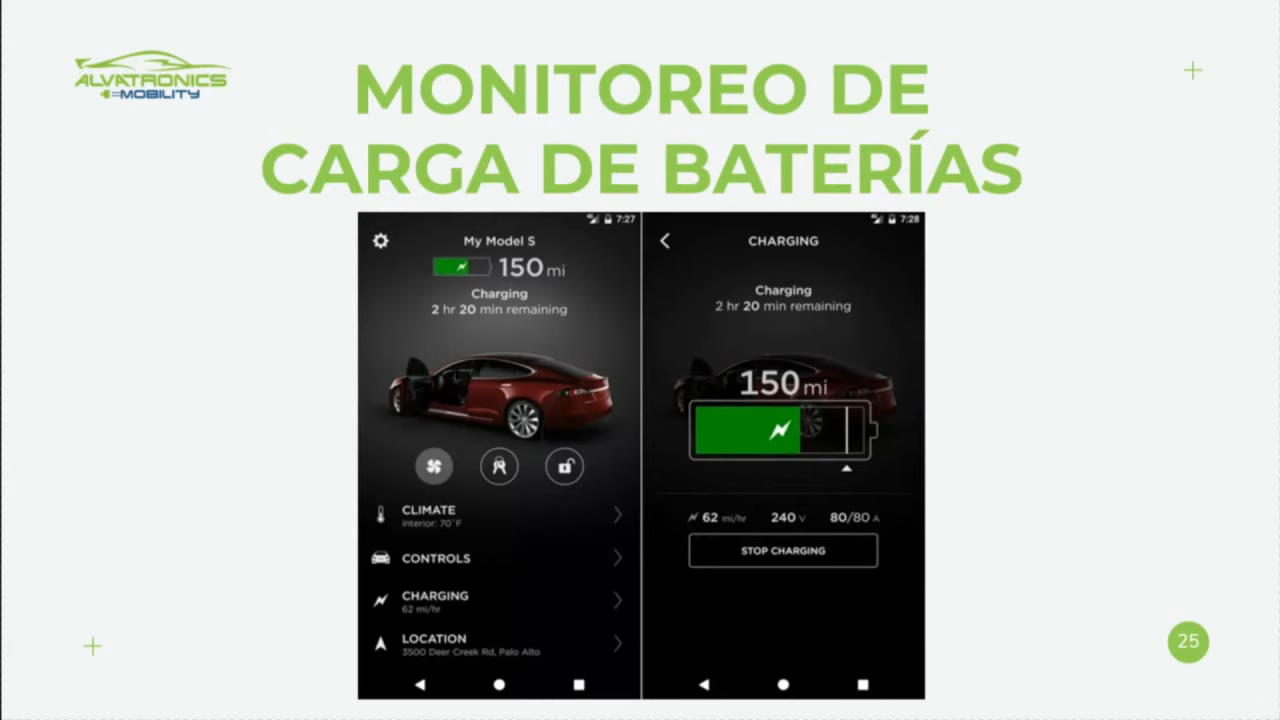 ALVATRONICS
MOBILITY
MONITOREO DE
CARGA DE BATERÍAS
7:27
My Model S
150 mi
Charging
2 hr 20 min remaining
CLIMATE
Interior: 70°F
CONTROLS
CHARGING
62 mi/hr
LOCATION
3500 Deer Creek Rd, Palo Alto
7:28
CHARGING
Charging
2 hr 20 min remaining
150 mi
62 mi/hr 240 V 80/80 A
STOP CHARGING
25